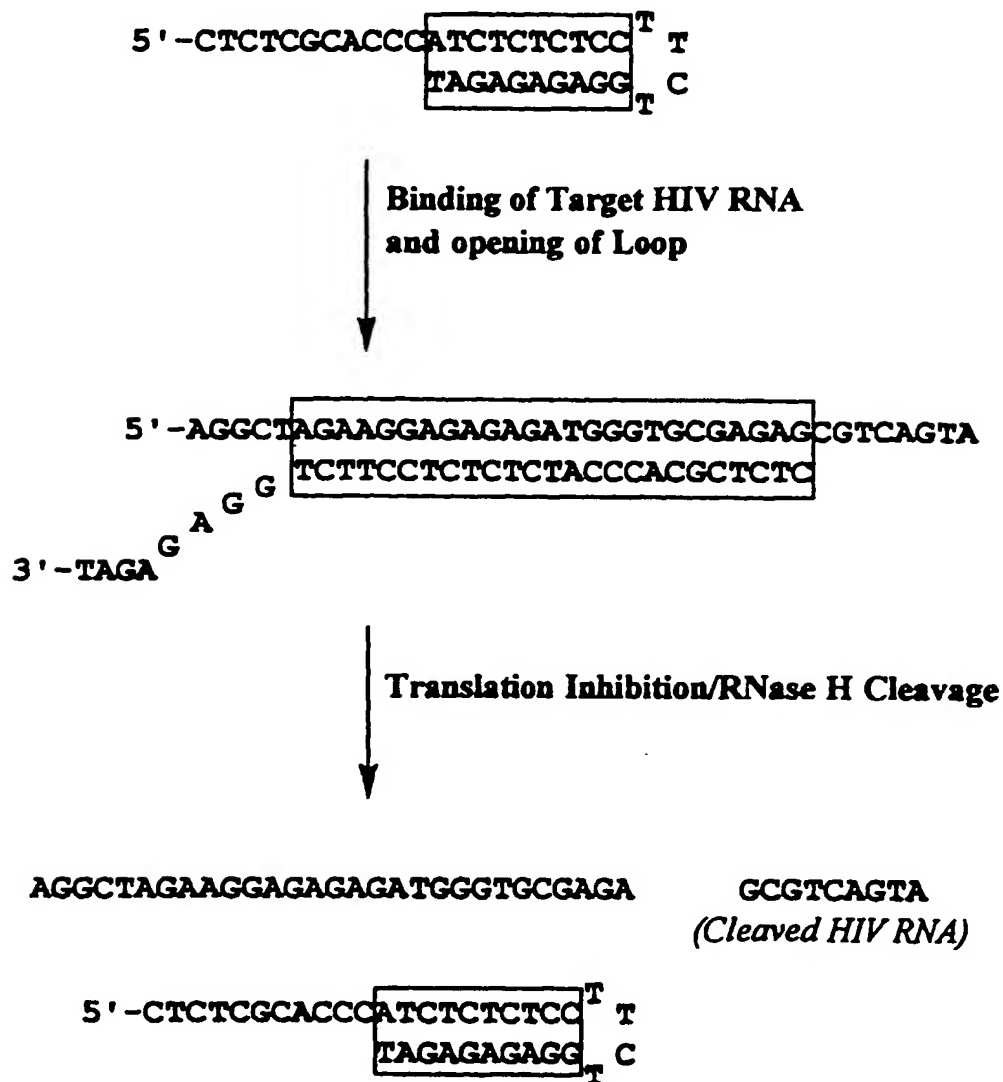 T
5'-CTCTCGCACCCATCTCTCTCC T
TAGAGAGAGG C
T
Binding of Target HIV RNA
and opening of Loop
5'-AGGCTAGAAGGAGAGAGATGGGTGCGAGAGCGTCAGTA
TCTTCCTCTCTCTACCCACGCTCTC
G
G
A
G
3'-TAGA
Translation Inhibition/RNase H Cleavage
AGGCTAGAAGGAGAGAGATGGGTGCGAGA GCGTCAGTA
(Cleaved HIV RNA)
T
5'-CTCTCGCACCCATCTCTCTCC T
TAGAGAGAGG C
T